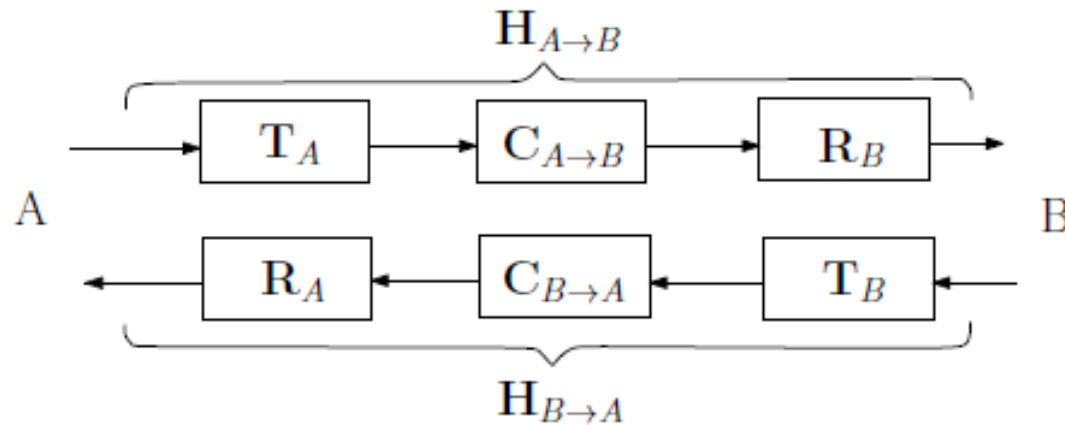 H_{A→B}
T_A C_{A→B} R_B
A B
R_A C_{B→A} T_B
H_{B→A}